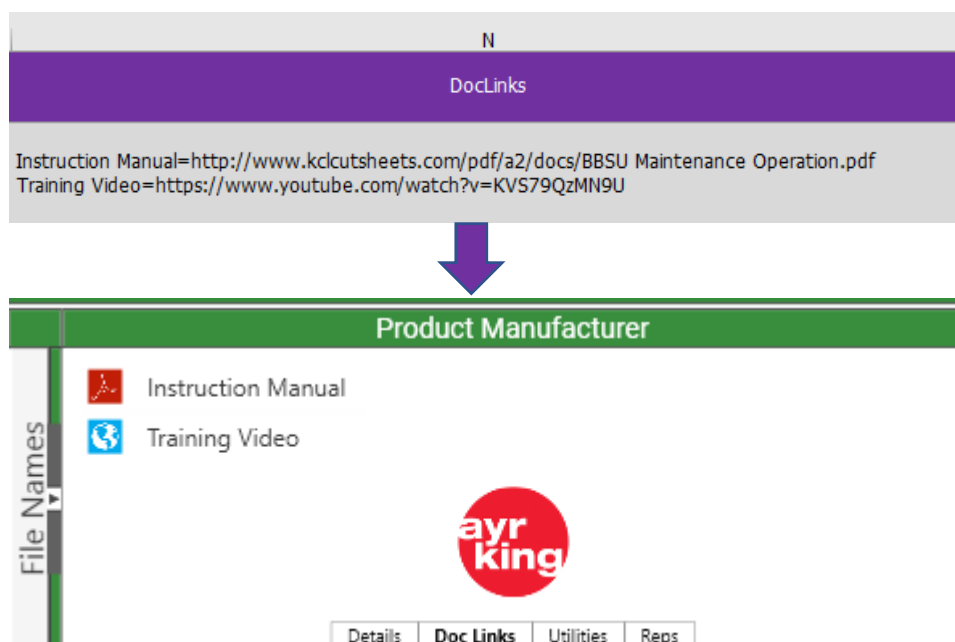 N
DocLinks
Instruction Manual=http://www.kclcutsheets.com/pdf/a2/docs/BBSU Maintenance Operation.pdf
Training Video=https://www.youtube.com/watch?v=KVS79QzMN9U
Product Manufacturer
File Names
Instruction Manual
Training Video
ayr
king
Details Doc Links Utilities Reps